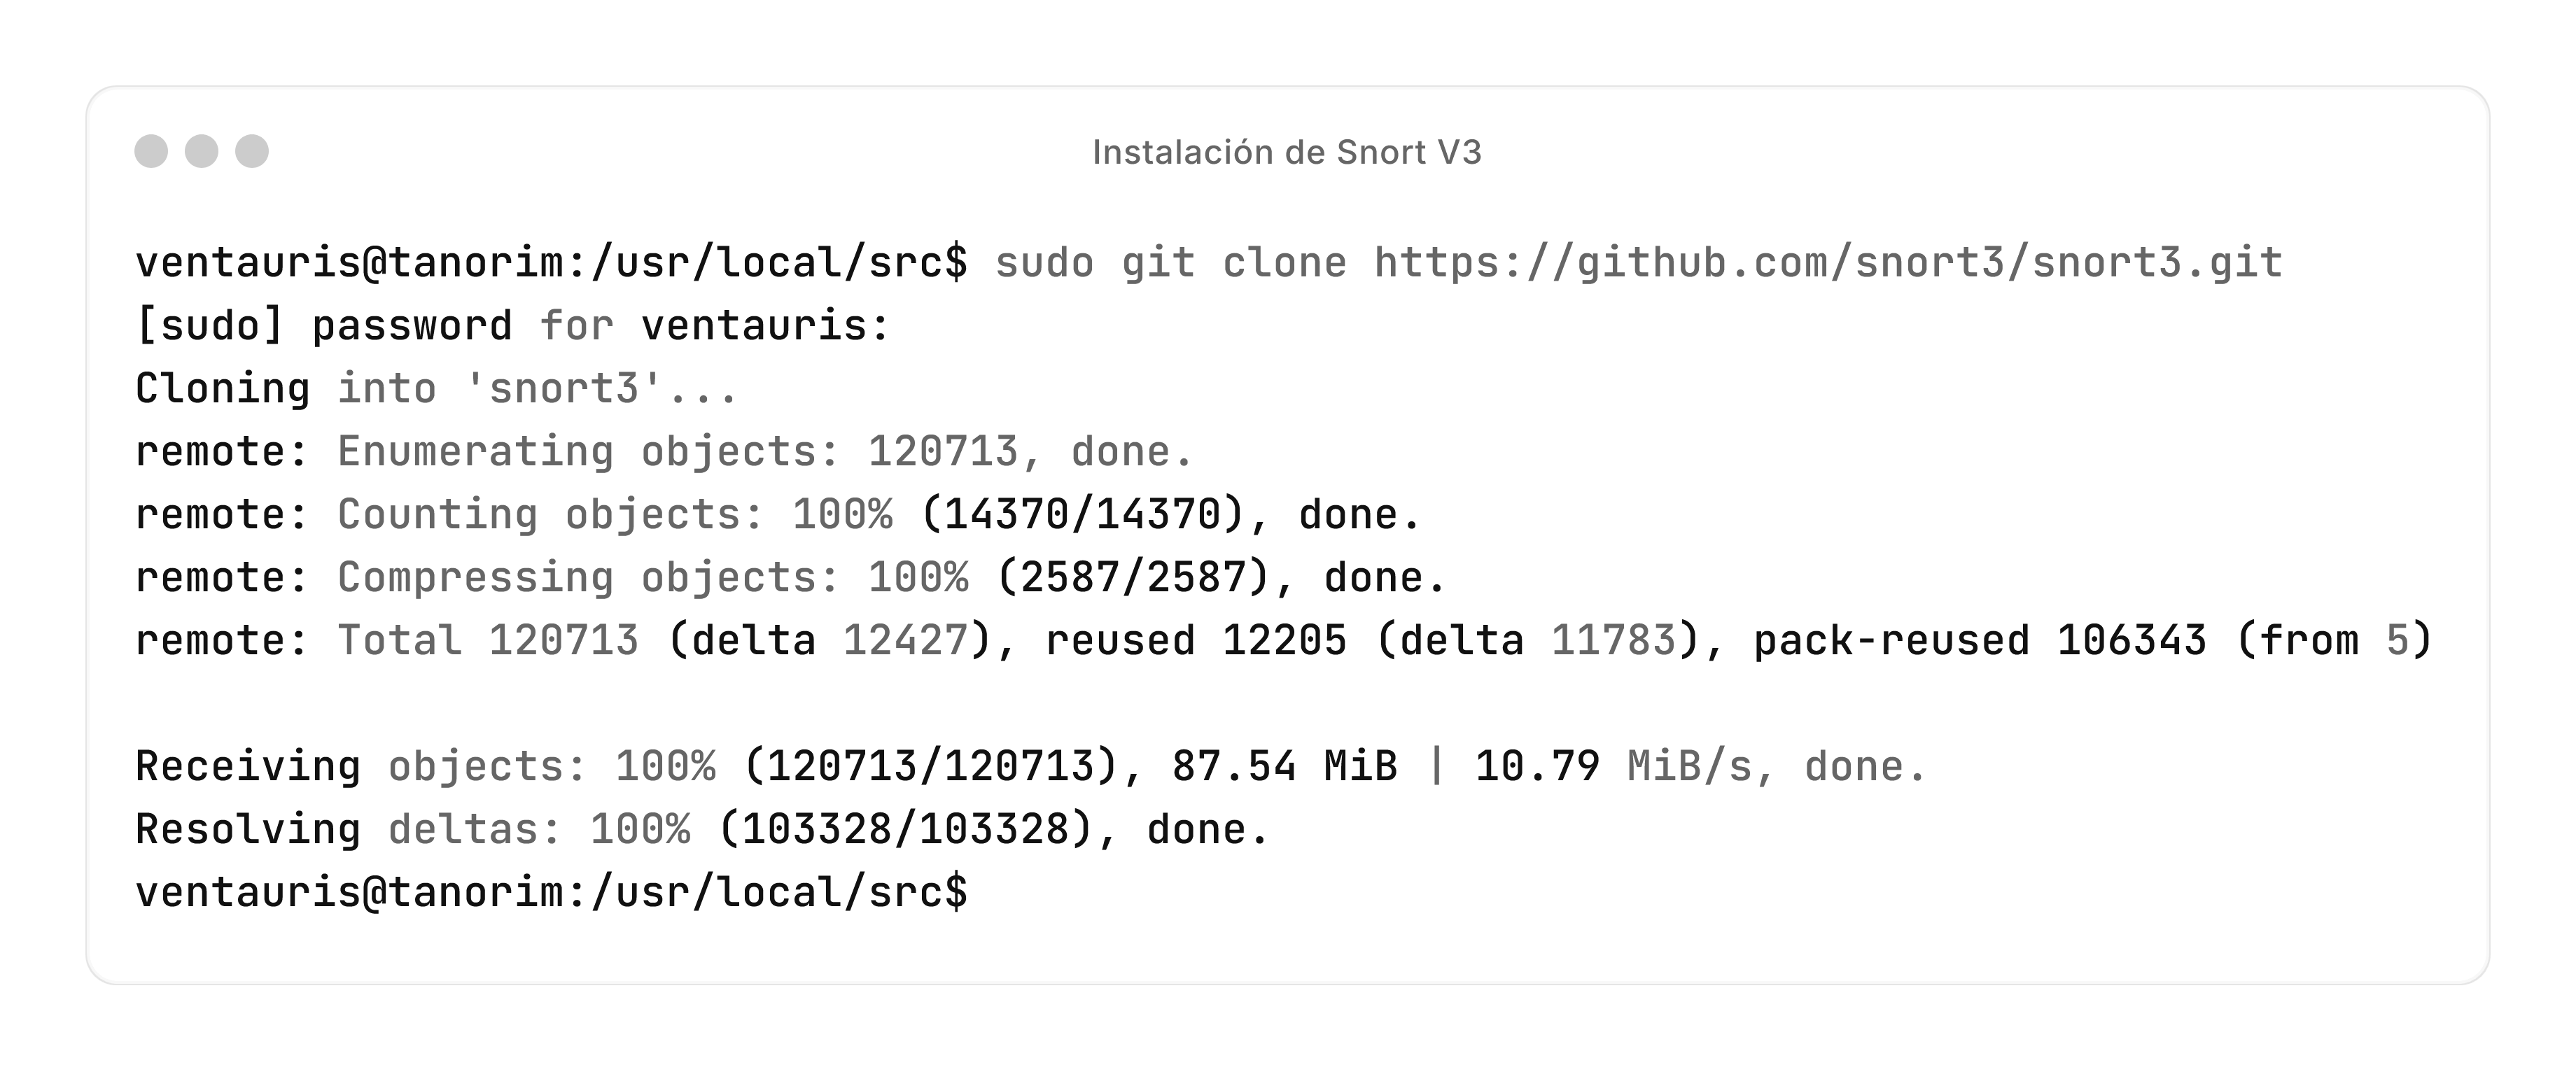 Instalación de Snort V3
ventauris@tanorim:/usr/local/src$ sudo git clone https://github.com/snort3/snort3.git
[sudo] password for ventauris:
Cloning into 'snort3'...
remote: Enumerating objects: 120713, done.
remote: Counting objects: 100% (14370/14370), done.
remote: Compressing objects: 100% (2587/2587), done.
remote: Total 120713 (delta 12427), reused 12205 (delta 11783), pack-reused 106343 (from 5)
Receiving objects: 100% (120713/120713), 87.54 MiB | 10.79 MiB/s, done.
Resolving deltas: 100% (103328/103328), done.
ventauris@tanorim:/usr/local/src$